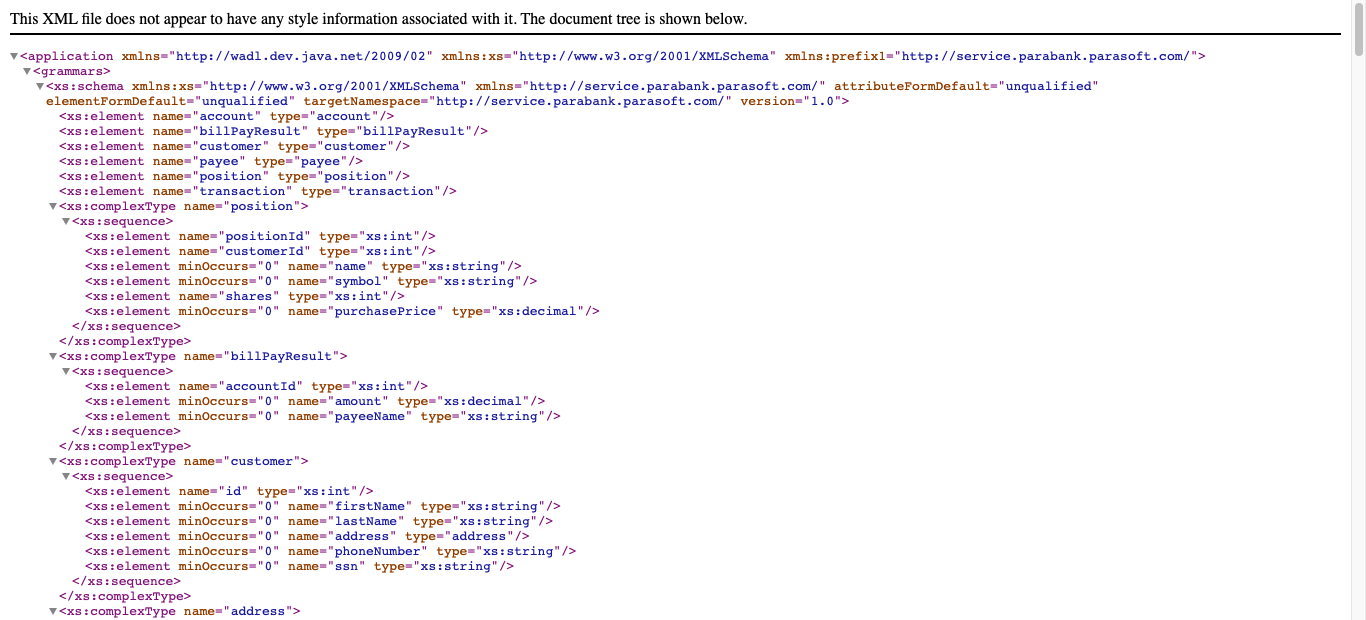 This XML file does not appear to have any style information associated with it. The document tree is shown below.
▼<application xmlns="http://wadl.dev.java.net/2009/02" xmlns:xs="http://www.w3.org/2001/XMLSchema" xmlns:prefix1="http://service.parabank.parasoft.com/">
▼<grammars>
▼<xs:schema xmlns:xs="http://www.w3.org/2001/XMLSchema" xmlns="http://service.parabank.parasoft.com/" attributeFormDefault="unqualified"
elementFormDefault="unqualified" targetNamespace="http://service.parabank.parasoft.com/" version="1.0">
<xs:element name="account" type="account"/>
<xs:element name="billPayResult" type="billPayResult"/>
<xs:element name="customer" type="customer"/>
<xs:element name="payee" type="payee"/>
<xs:element name="position" type="position"/>
<xs:element name="transaction" type="transaction"/>
▼<xs:complexType name="position">
▼<xs:sequence>
<xs:element name="positionId" type="xs:int"/>
<xs:element name="customerId" type="xs:int"/>
<xs:element minOccurs="0" name="name" type="xs:string"/>
<xs:element minOccurs="0" name="symbol" type="xs:string"/>
<xs:element name="shares" type="xs:int"/>
<xs:element minOccurs="0" name="purchasePrice" type="xs:decimal"/>
</xs:sequence>
</xs:complexType>
▼<xs:complexType name="billPayResult">
▼<xs:sequence>
<xs:element name="accountId" type="xs:int"/>
<xs:element minOccurs="0" name="amount" type="xs:decimal"/>
<xs:element minOccurs="0" name="payeeName" type="xs:string"/>
</xs:sequence>
</xs:complexType>
▼<xs:complexType name="customer">
▼<xs:sequence>
<xs:element name="id" type="xs:int"/>
<xs:element minOccurs="0" name="firstName" type="xs:string"/>
<xs:element minOccurs="0" name="lastName" type="xs:string"/>
<xs:element minOccurs="0" name="address" type="address"/>
<xs:element minOccurs="0" name="phoneNumber" type="xs:string"/>
<xs:element minOccurs="0" name="ssn" type="xs:string"/>
</xs:sequence>
</xs:complexType>
▼<xs:complexType name="address">